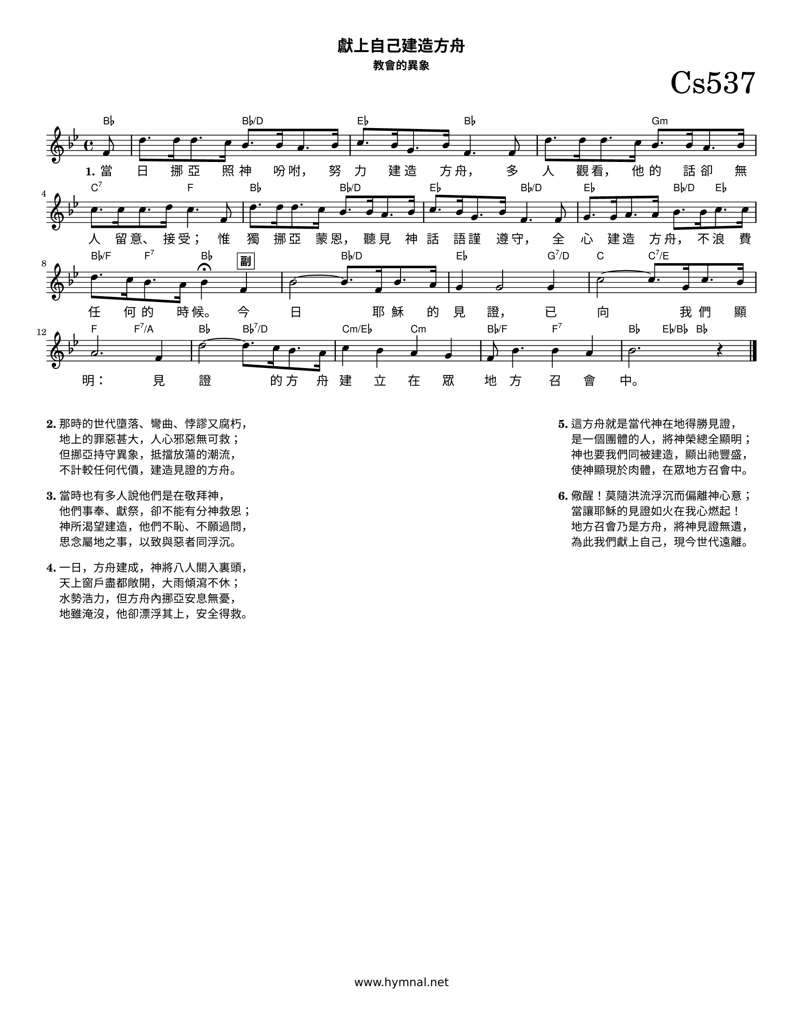 獻上自己建造方舟
教會的異象
Cs537
B♭ B♭/D E♭ B♭ Gm
1. 當 日 挪 亞 照 神 吩 咐， 努 力 建 造 方 舟， 多 人 觀 看， 他 的 話 卻 無
4 C7 F B♭ B♭/D E♭ B♭/D E♭ B♭/D E♭
人 留 意、 接 受； 惟 獨 挪 亞 蒙 恩， 聽 見 神 話 語 謹 遵 守， 全 心 建 造 方 舟， 不 浪 費
8 B♭/F F7 B♭ 副 B♭/D E♭ G7/D C C7/E
任 何 的 時 候。 今 日 耶 穌 的 見 證， 已 向 我 們 顯
12 F F7/A B♭ B♭7/D Cm/E♭ Cm B♭/F F7 B♭ E♭/B♭ B♭
明： 見 證 的 方 舟 建 立 在 眾 地 方 召 會 中。
2. 那時的世代墮落、彎曲、悖謬又腐朽，
地上的罪惡甚大，人心邪惡無可救；
但挪亞持守異象，抵擋放蕩的潮流，
不計較任何代價，建造見證的方舟。
3. 當時也有多人說他們是在敬拜神，
他們事奉、獻祭，卻不能有分神救恩；
神所渴望建造，他們不恥、不願過問，
思念屬地之事，以致與惡者同浮沉。
4. 一日，方舟建成，神將八人關入裏頭，
天上窗戶盡都敞開，大雨傾瀉不休；
水勢浩力，但方舟內挪亞安息無憂，
地雖淹沒，他卻漂浮其上，安全得救。
5. 這方舟就是當代神在地得勝見證，
是一個團體的人，將神榮總全顯明；
神也要我們同被建造，顯出祂豐盛，
使神顯現於肉體，在眾地方召會中。
6. 儆醒！莫隨洪流浮沉而偏離神心意；
當讓耶穌的見證如火在我心燃起！
地方召會乃是方舟，將神見證無遺，
為此我們獻上自己，現今世代遠離。
www.hymnal.net